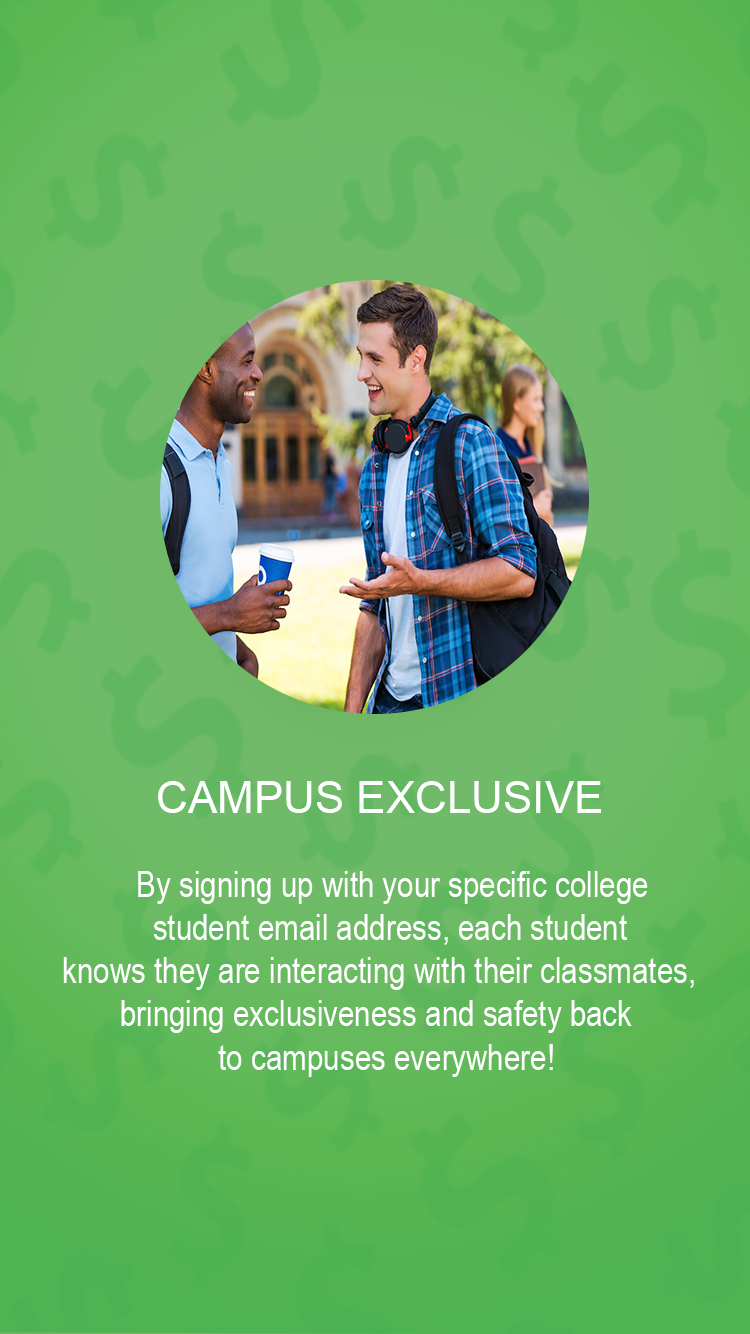 CAMPUS EXCLUSIVE
By signing up with your specific college
student email address, each student
knows they are interacting with their classmates,
bringing exclusiveness and safety back
to campuses everywhere!